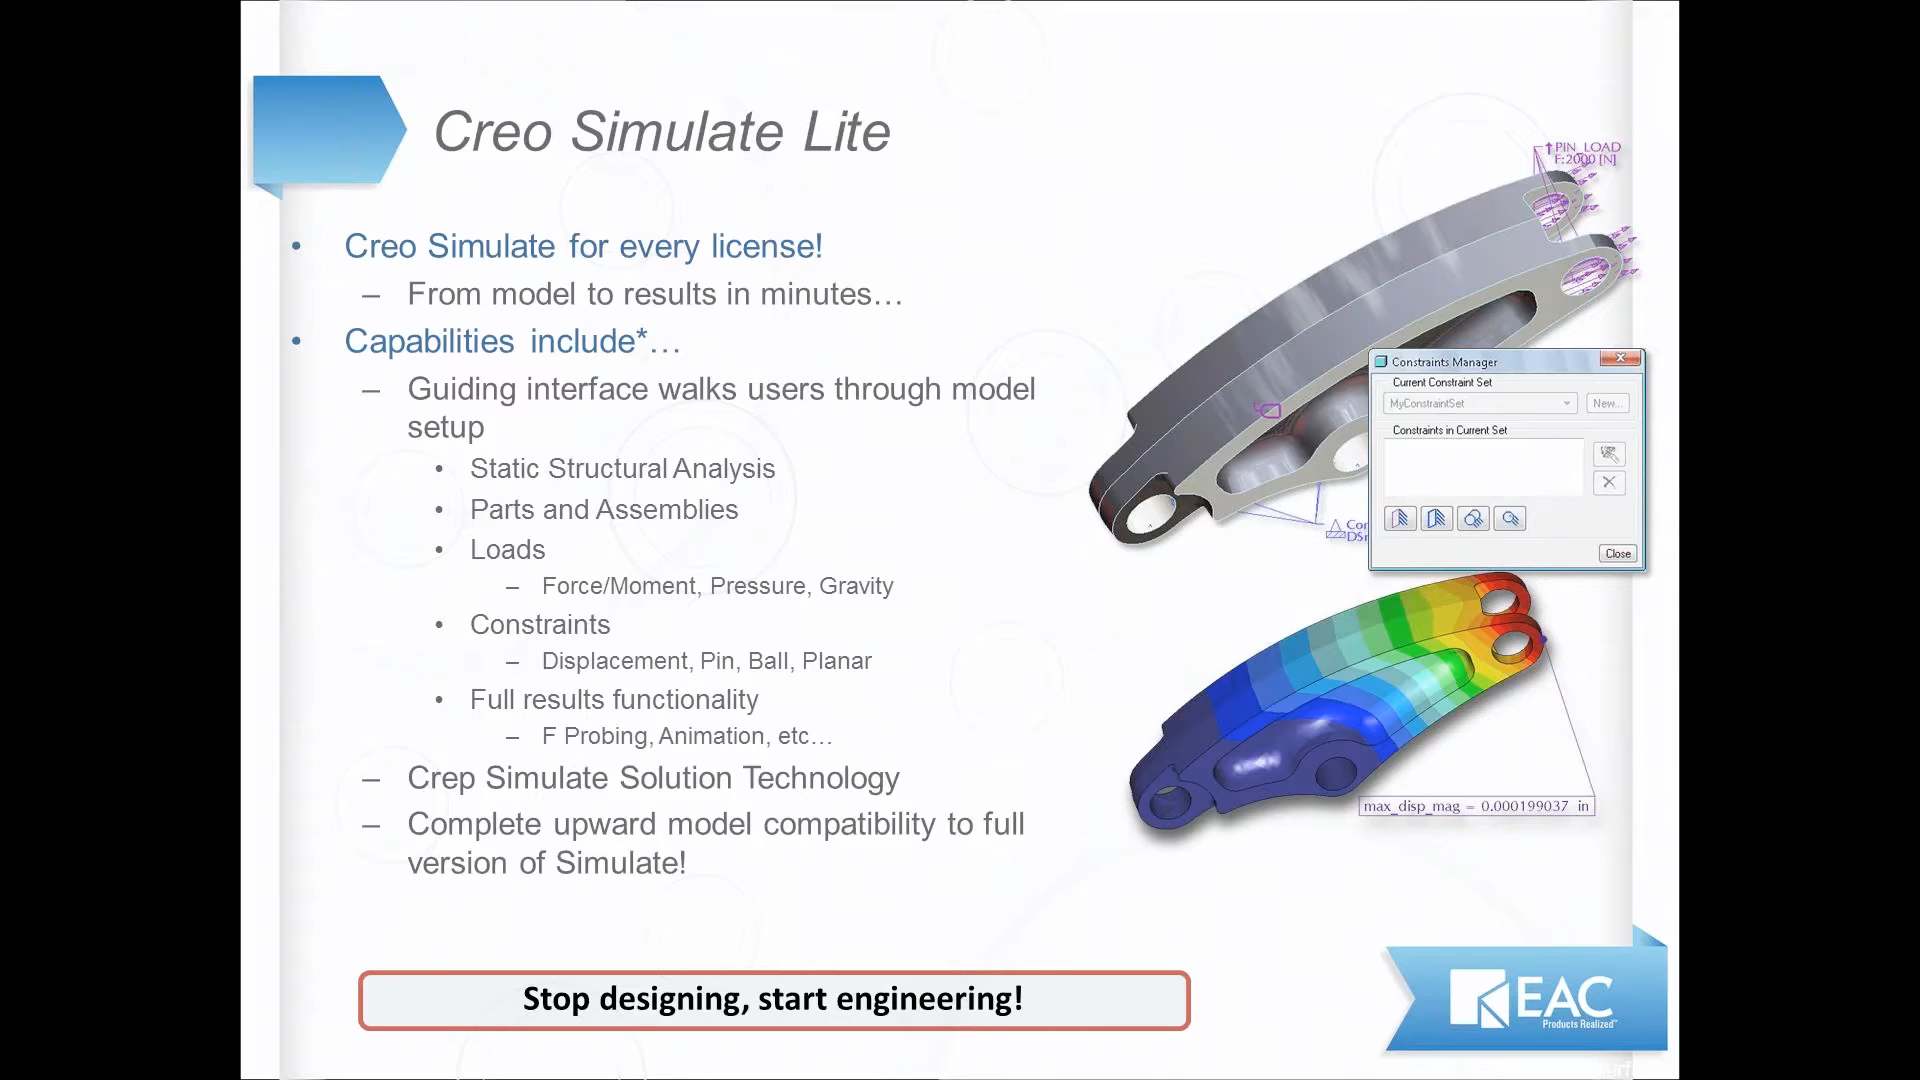 Creo Simulate Lite
• Creo Simulate for every license!
– From model to results in minutes…
• Capabilities include*…
– Guiding interface walks users through model
setup
• Static Structural Analysis
• Parts and Assemblies
• Loads
– Force/Moment, Pressure, Gravity
• Constraints
– Displacement, Pin, Ball, Planar
• Full results functionality
– F Probing, Animation, etc…
– Crep Simulate Solution Technology
– Complete upward model compatibility to full
version of Simulate!
Stop designing, start engineering!
PIN_LOAD
F:2000 [N]
Constraints Manager
Current Constraint Set
MyConstraintSet
New...
Constraints in Current Set
Close
max_disp_mag = 0.000199037 in
EAC
Products Realized™